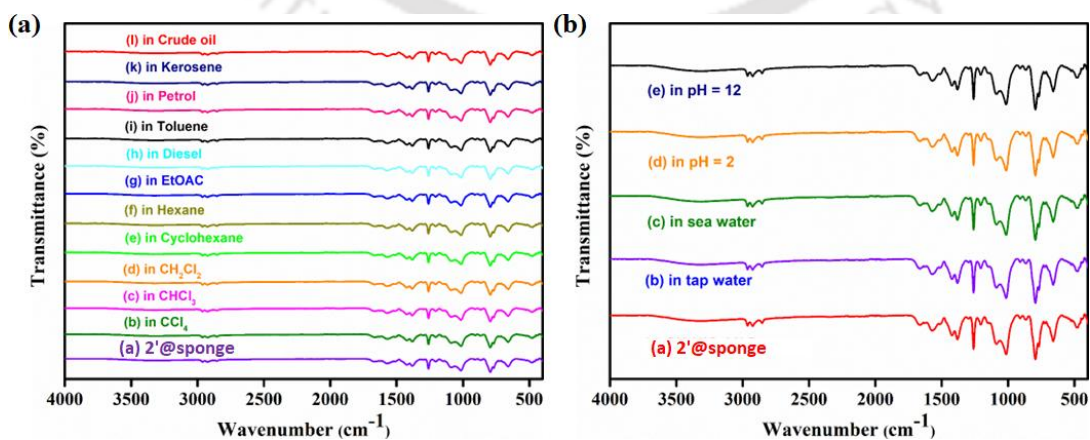 (a)
(l) in Crude oil
(k) in Kerosene
(j) in Petrol
(i) in Toluene
(h) in Diesel
(g) in EtOAC
(f) in Hexane
(e) in Cyclohexane
(d) in CH₂Cl₂
(c) in CHCl₃
(b) in CCl₄
(a) 2'@sponge
Transmittance (%)
4000 3500 3000 2500 2000 1500 1000 500
Wavenumber (cm⁻¹)
(b)
(e) in pH = 12
(d) in pH = 2
(c) in sea water
(b) in tap water
(a) 2'@sponge
Transmittance (%)
4000 3500 3000 2500 2000 1500 1000 500
Wavenumber (cm⁻¹)